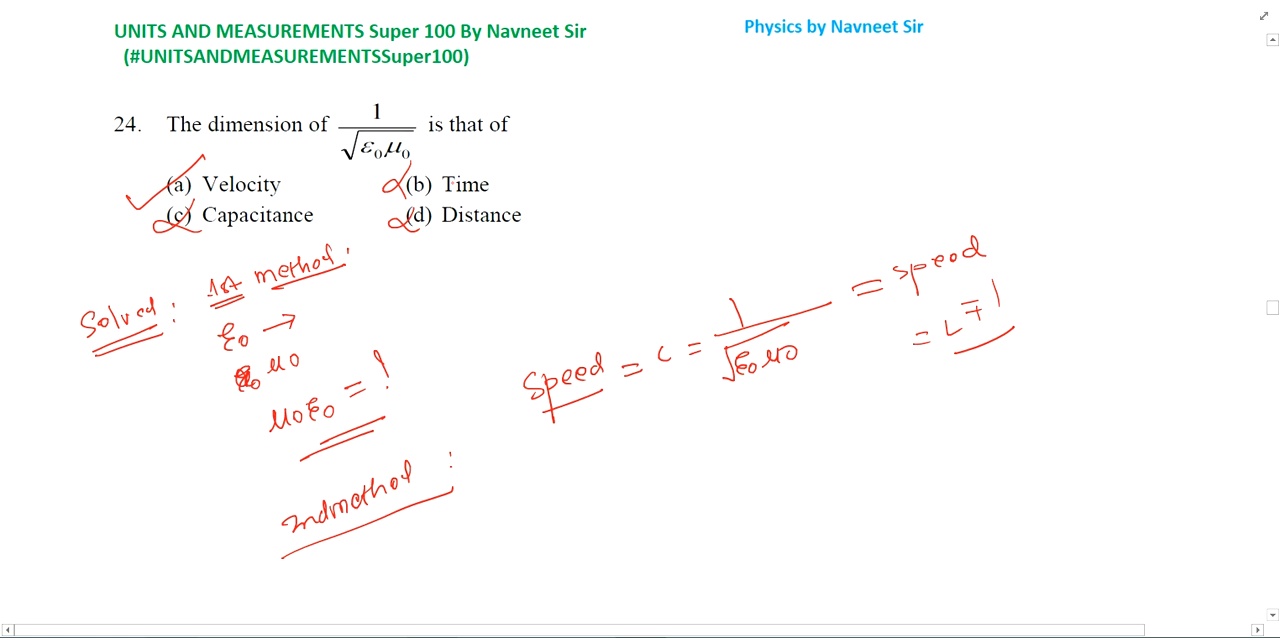 UNITS AND MEASUREMENTS Super 100 By Navneet Sir
Physics by Navneet Sir
(#UNITSANDMEASUREMENTSSuper100)
24. The dimension of 1/√ε₀μ₀ is that of
(a) Velocity (b) Time
(c) Capacitance (d) Distance
Solved: 1st method:
ε₀ →
μ₀
μ₀ε₀ = !
Speed = c = 1/√ε₀μ₀ = speed
= LT⁻¹
2nd method: